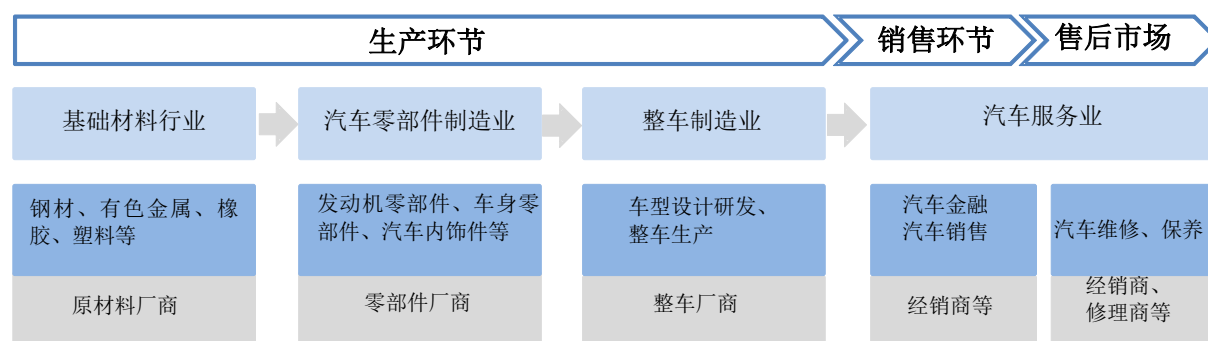 生产环节
销售环节
售后市场
基础材料行业
汽车零部件制造业
整车制造业
汽车服务业
钢材、有色金属、橡
胶、塑料等
发动机零部件、车身零
部件、汽车内饰件等
车型设计研发、
整车生产
汽车金融
汽车销售
汽车维修、保养
原材料厂商
零部件厂商
整车厂商
经销商等
经销商、
修理商等